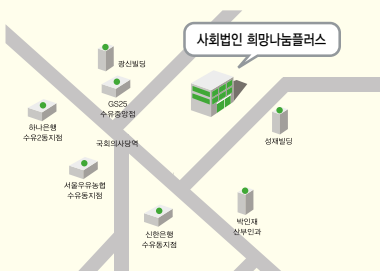 사회법인 희망나눔플러스
광신빌딩
GS25
수유중앙점
하나은행
수유2동지점
국회의사당역
성재빌딩
서울우유농협
수유동지점
박인재
산부인과
신한은행
수유동지점